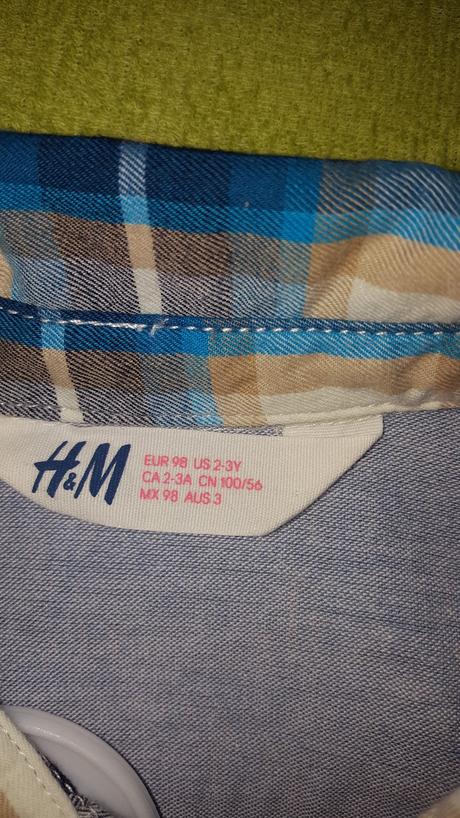 H&M
EUR 98 US 2-3Y
CA 2-3A CN 100/56
MX 98 AUS 3